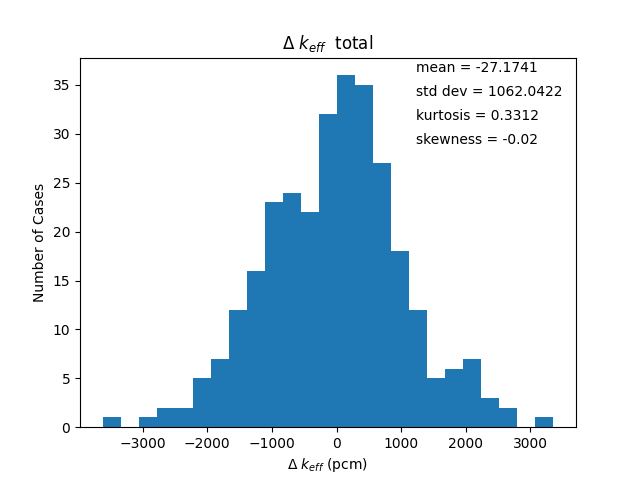 Δ k_eff total
mean = -27.1741
std dev = 1062.0422
kurtosis = 0.3312
skewness = -0.02
Number of Cases
35
30
25
20
15
10
5
0
−3000 −2000 −1000 0 1000 2000 3000
Δ k_eff (pcm)